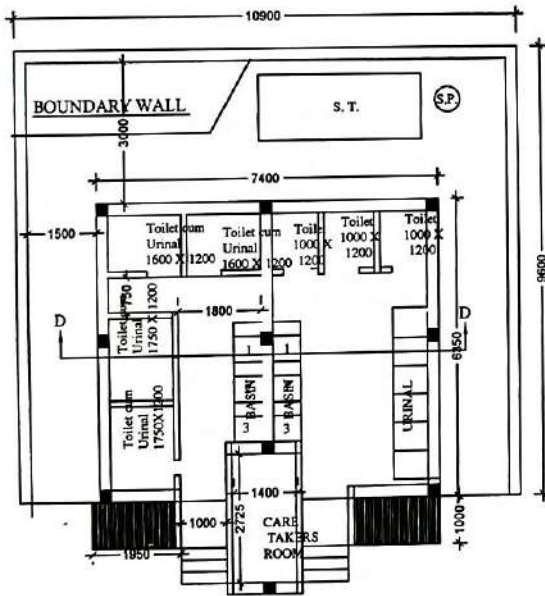 10900
BOUNDARY WALL
S. T.
S.P.
3000
7400
1500
9600
Toilet cum
Urinal
1600 X 1200
Toilet cum
Urinal
1600 X 1200
Toilet
1000 X
1200
Toilet
1000 X
1200
Toilet
1000 X
1200
750
1800
Toilet cum
Urinal
1750 X 1200
D
D
6350
1
1
BASIN
BASIN
3
3
URINAL
Toilet cum
Urinal
1750X1200
1400
1000
2725
CARE
TAKERS
ROOM
1000
1950